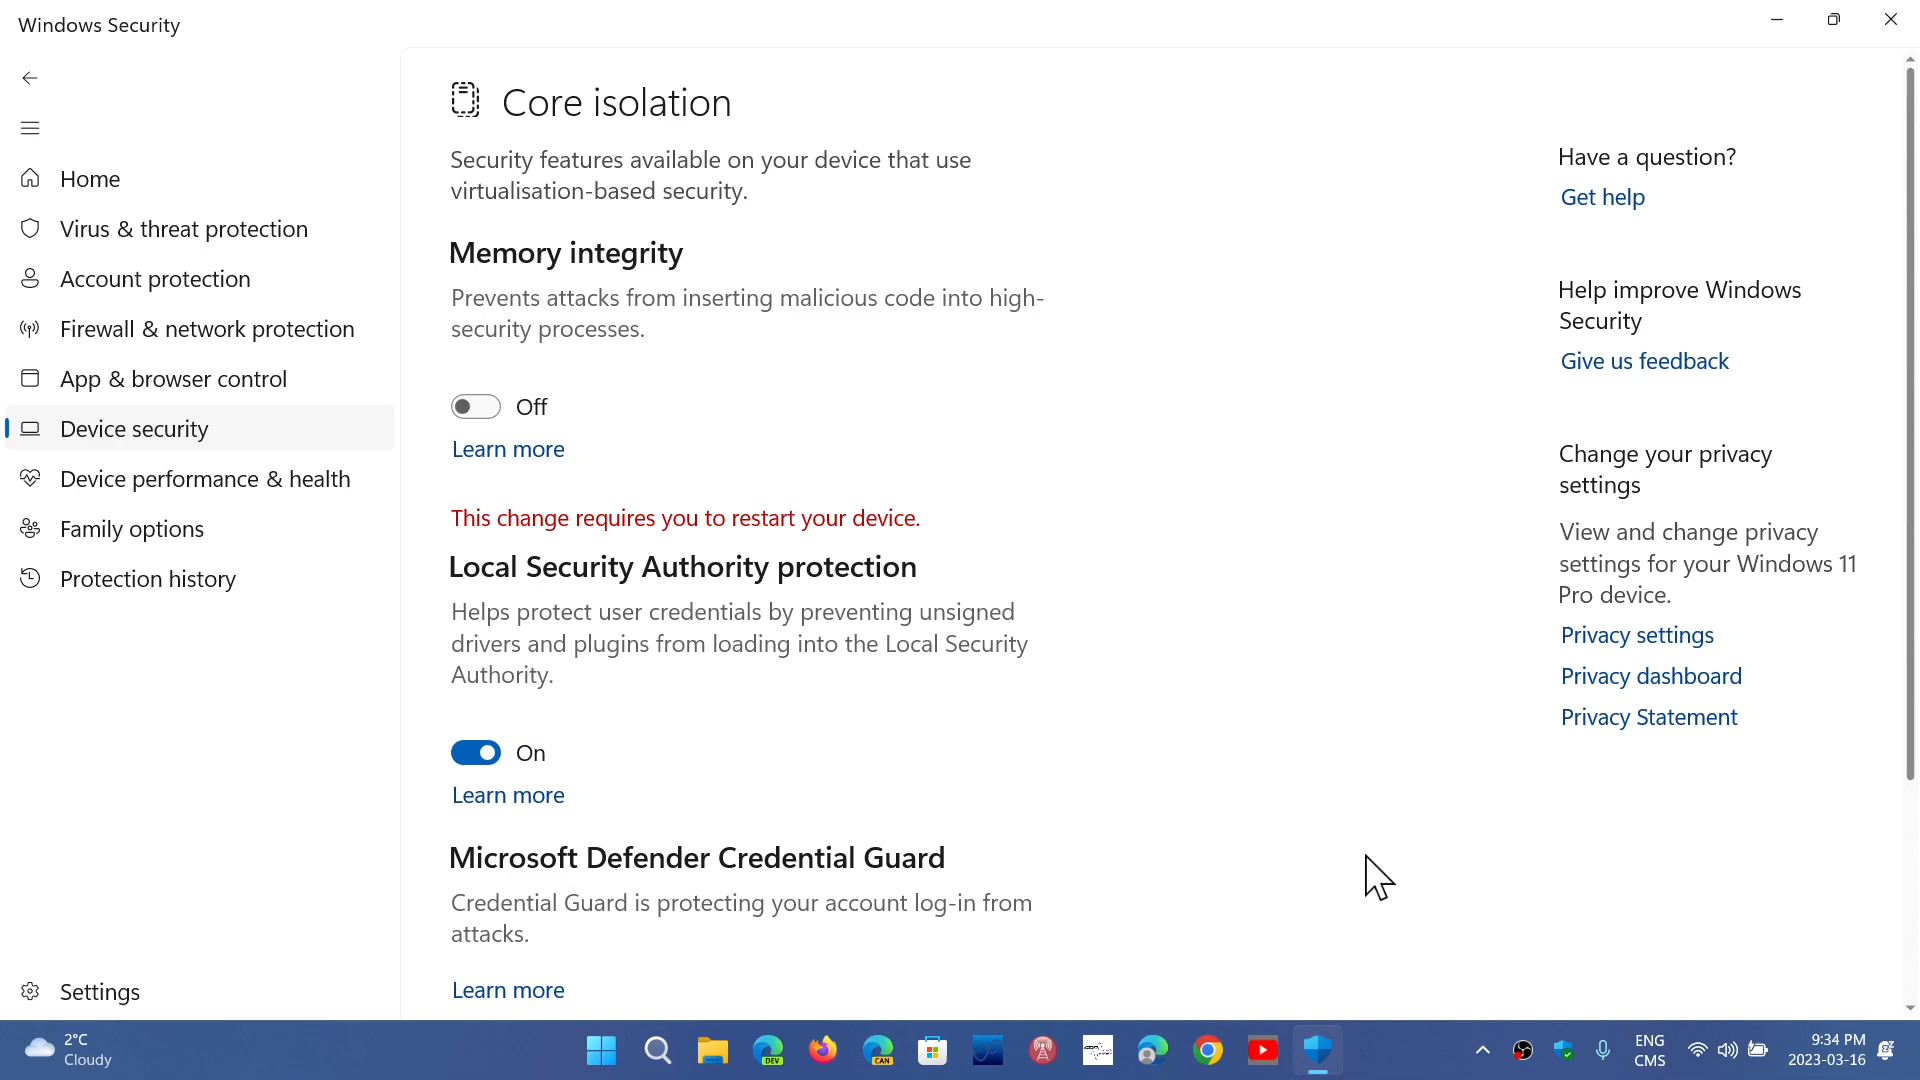 Windows Security
Home
Virus & threat protection
Account protection
Firewall & network protection
App & browser control
Device security
Device performance & health
Family options
Protection history
Settings
Core isolation
Security features available on your device that use
virtualisation-based security.
Memory integrity
Prevents attacks from inserting malicious code into high-
security processes.
Off
Learn more
This change requires you to restart your device.
Local Security Authority protection
Helps protect user credentials by preventing unsigned
drivers and plugins from loading into the Local Security
Authority.
On
Learn more
Microsoft Defender Credential Guard
Credential Guard is protecting your account log-in from
attacks.
Learn more
Have a question?
Get help
Help improve Windows
Security
Give us feedback
Change your privacy
settings
View and change privacy
settings for your Windows 11
Pro device.
Privacy settings
Privacy dashboard
Privacy Statement
2°C
Cloudy
DEV
CAN
ENG
CMS
9:34 PM
2023-03-16